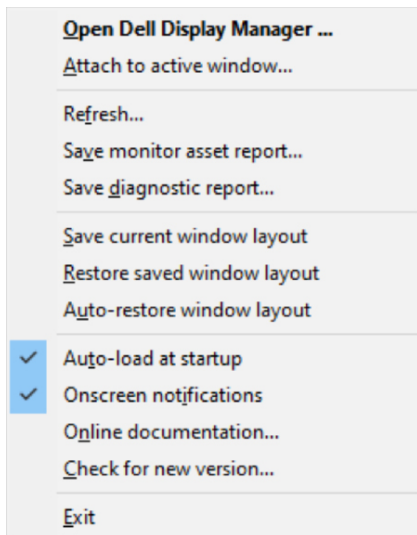 Open Dell Display Manager ...
Attach to active window...
Refresh...
Save monitor asset report...
Save diagnostic report...
Save current window layout
Restore saved window layout
Auto-restore window layout
Auto-load at startup
Onscreen notifications
Online documentation...
Check for new version...
Exit